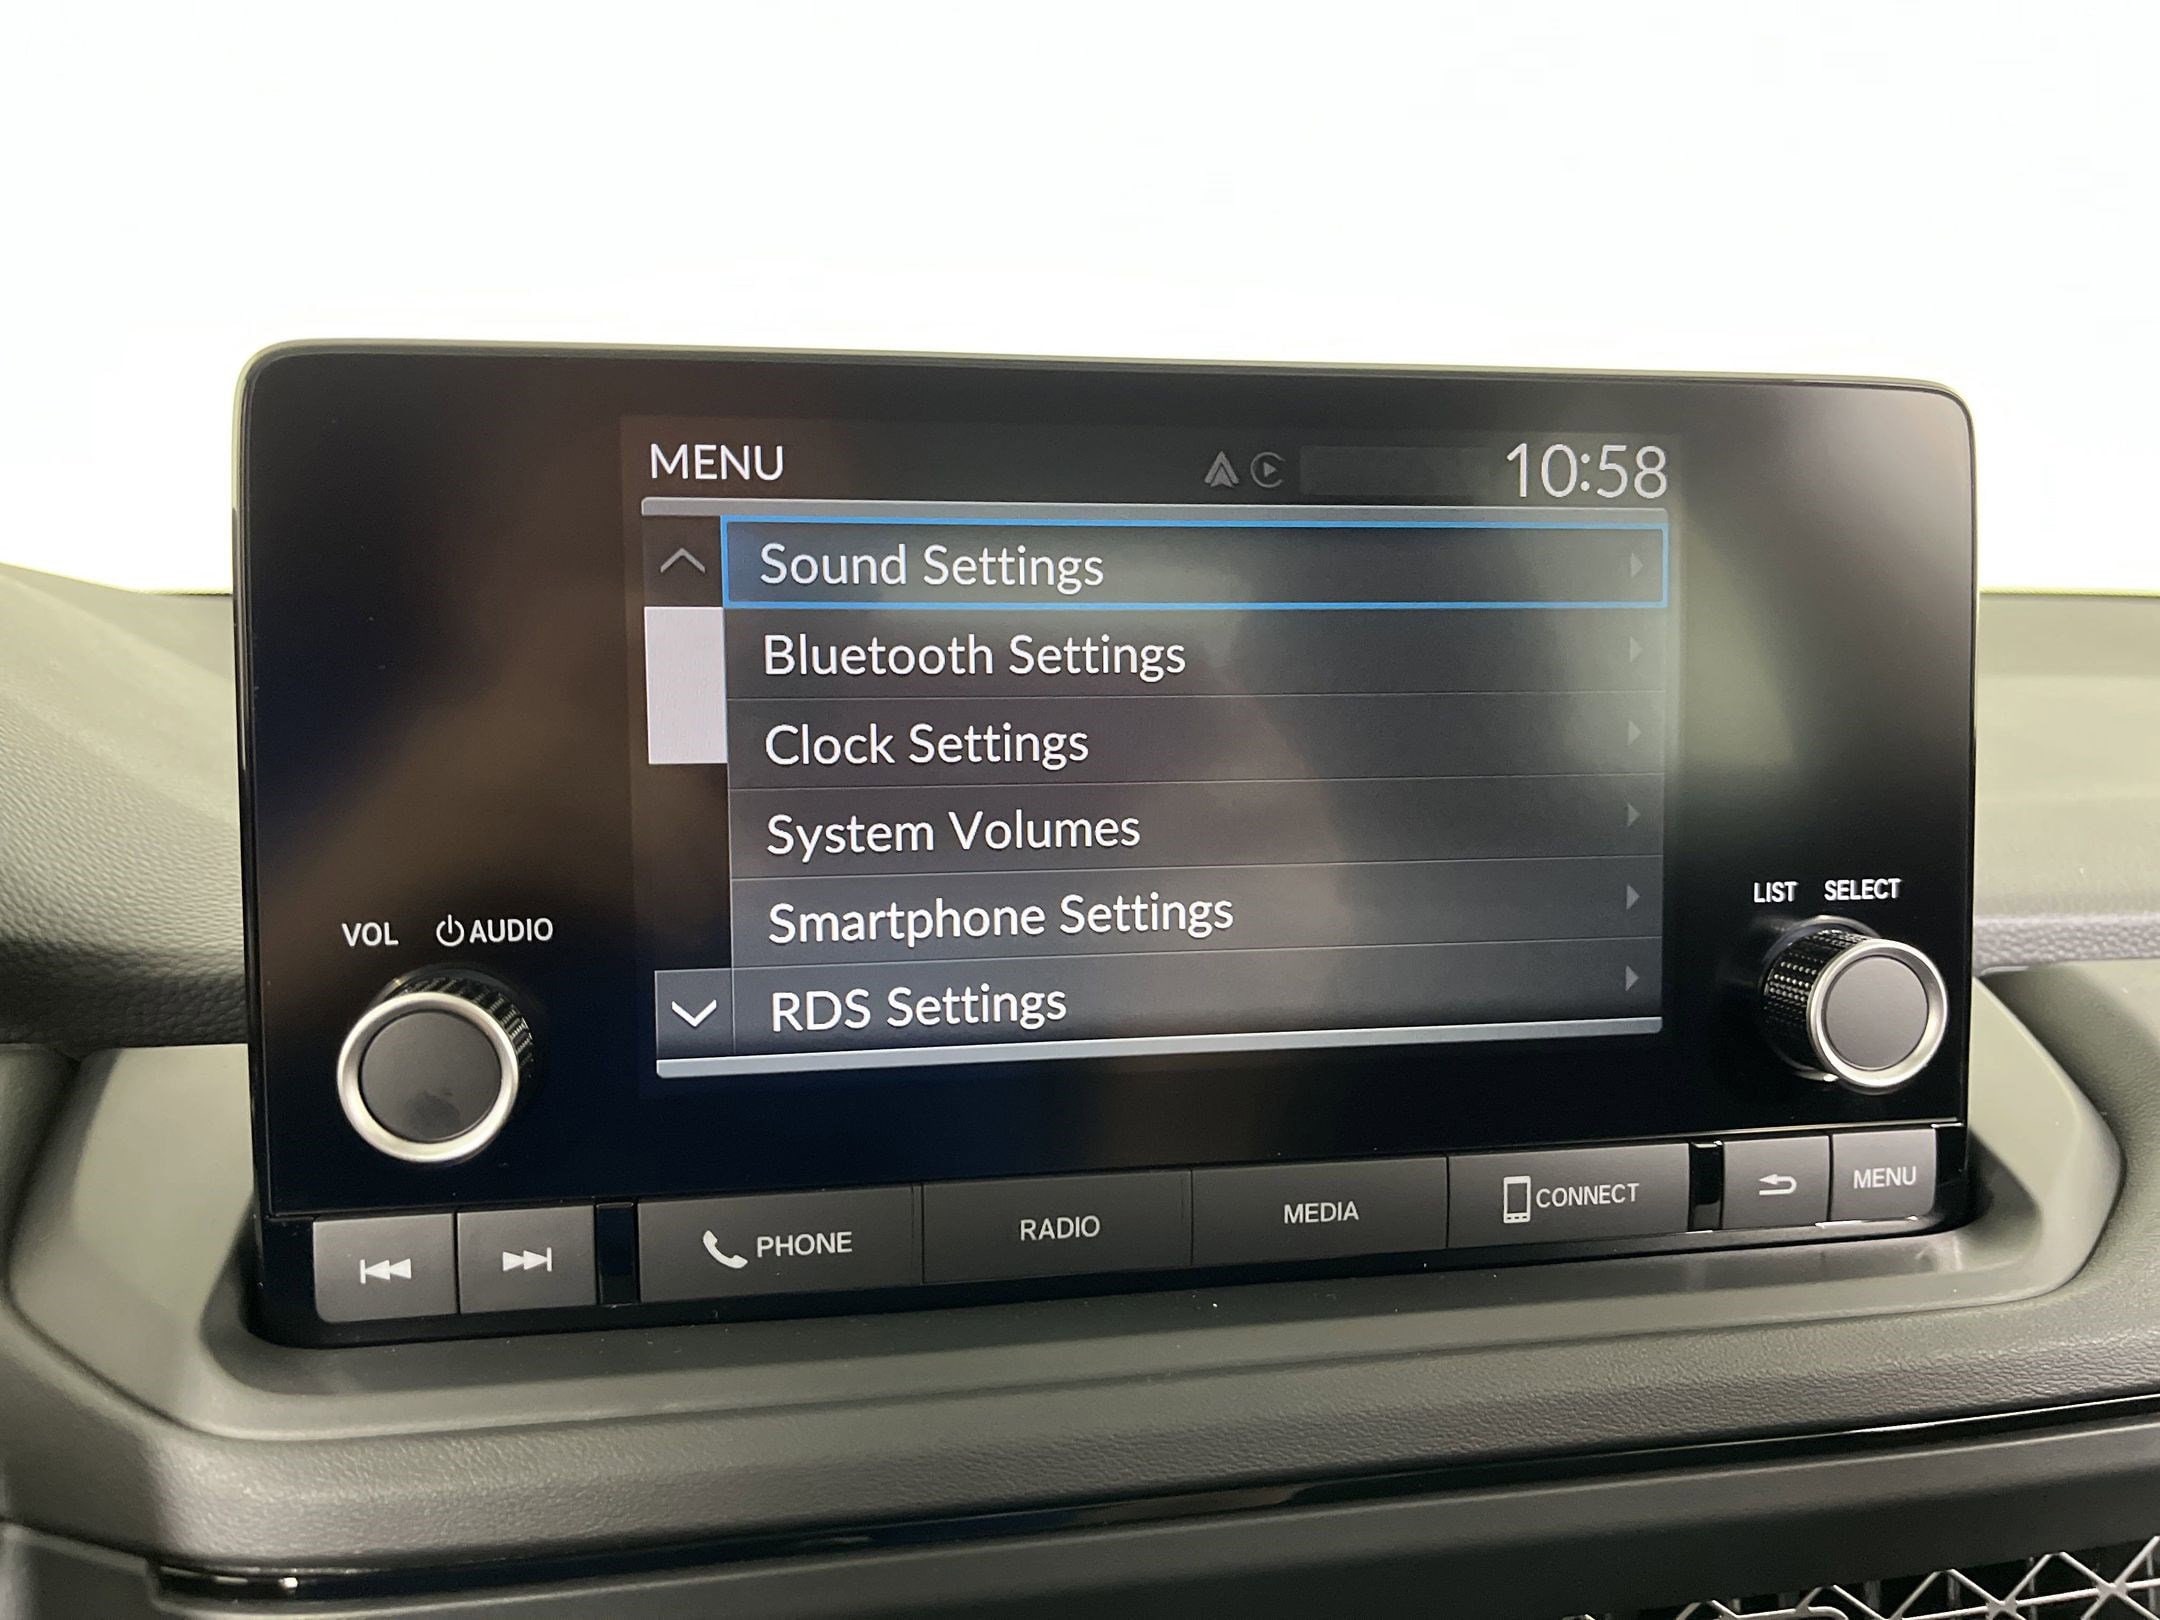 MENU
10:58
Sound Settings
Bluetooth Settings
Clock Settings
System Volumes
Smartphone Settings
RDS Settings
VOL AUDIO
LIST SELECT
PHONE
RADIO
MEDIA
CONNECT
MENU